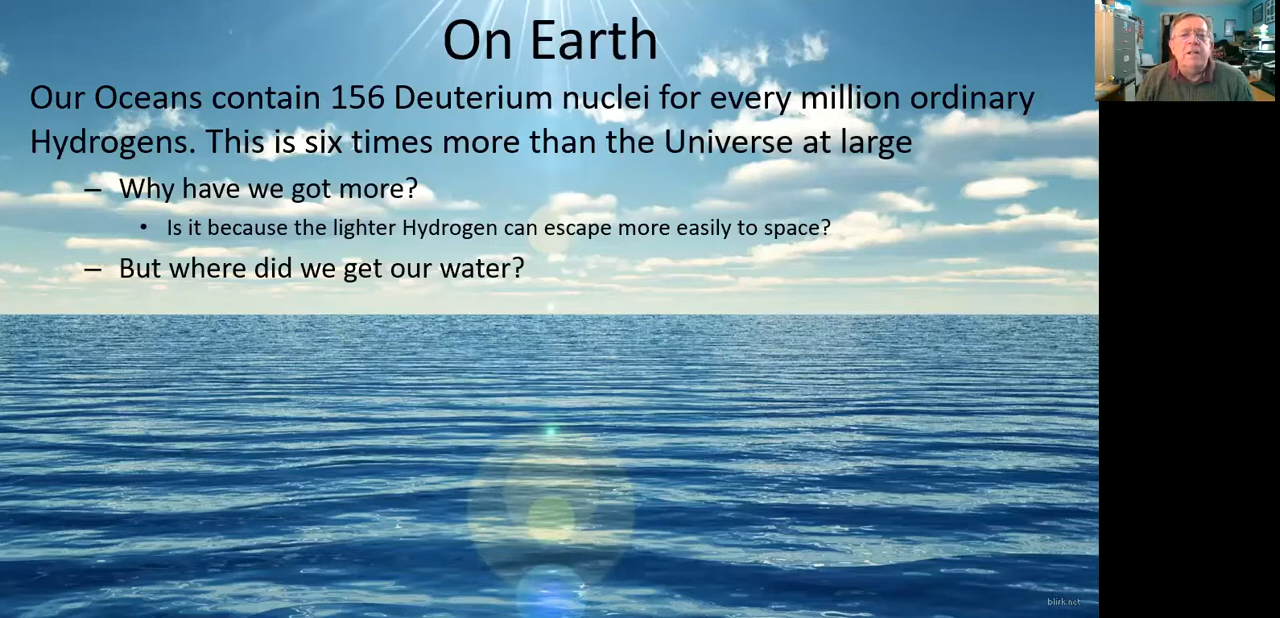 On Earth
Our Oceans contain 156 Deuterium nuclei for every million ordinary
Hydrogens. This is six times more than the Universe at large
– Why have we got more?
• Is it because the lighter Hydrogen can escape more easily to space?
– But where did we get our water?
blirk.net